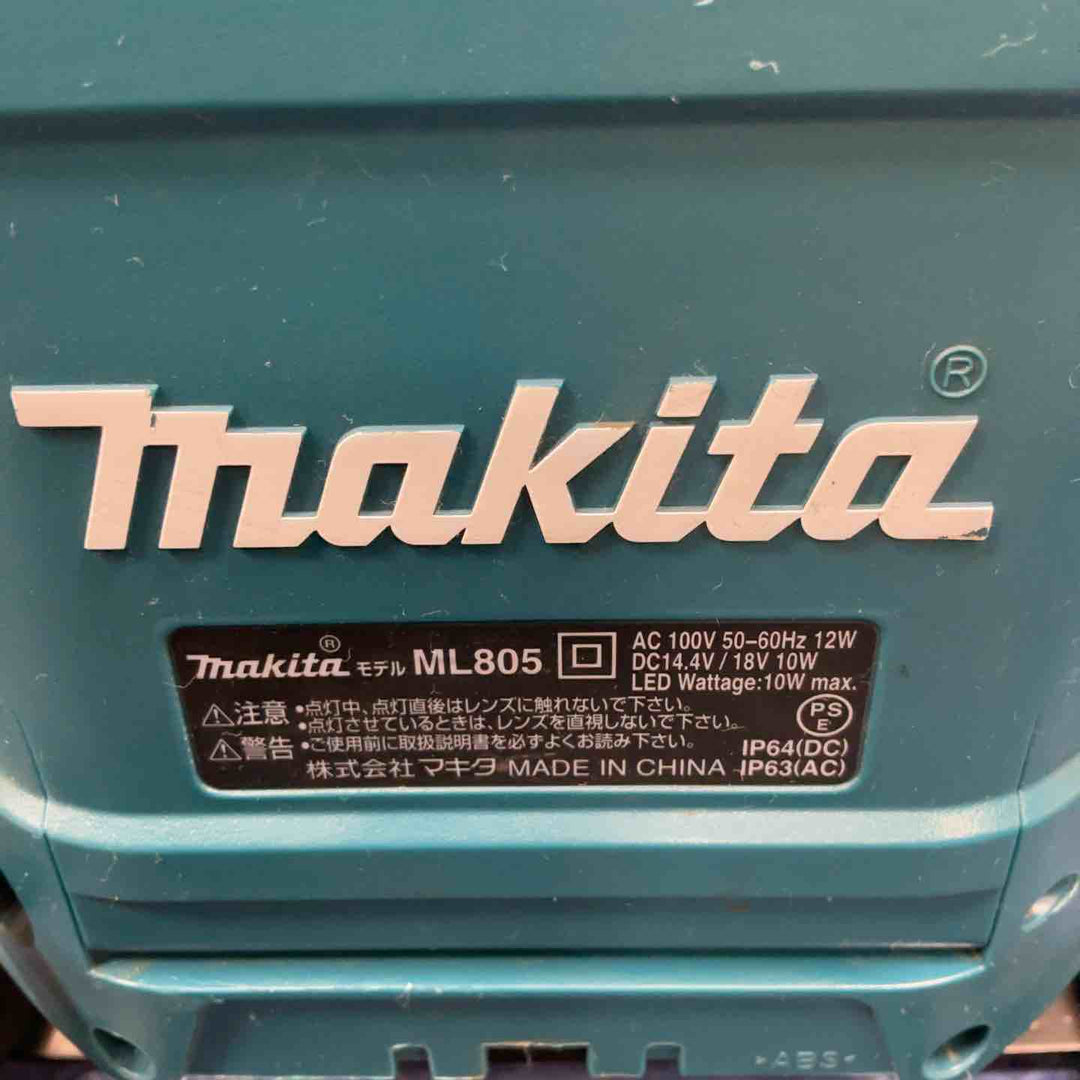 makita®
makita® モデル ML805
AC 100V 50-60Hz 12W
DC14.4V / 18V 10W
LED Wattage:10W max.
注意 •点灯中、点灯直後はレンズに触れないで下さい。
•点灯させているときは、レンズを直視しないで下さい。
警告 •ご使用前に取扱説明書を必ずよくお読み下さい。
PS
E
IP64(DC)
株式会社 マキタ MADE IN CHINA IP63(AC)
>ABS<